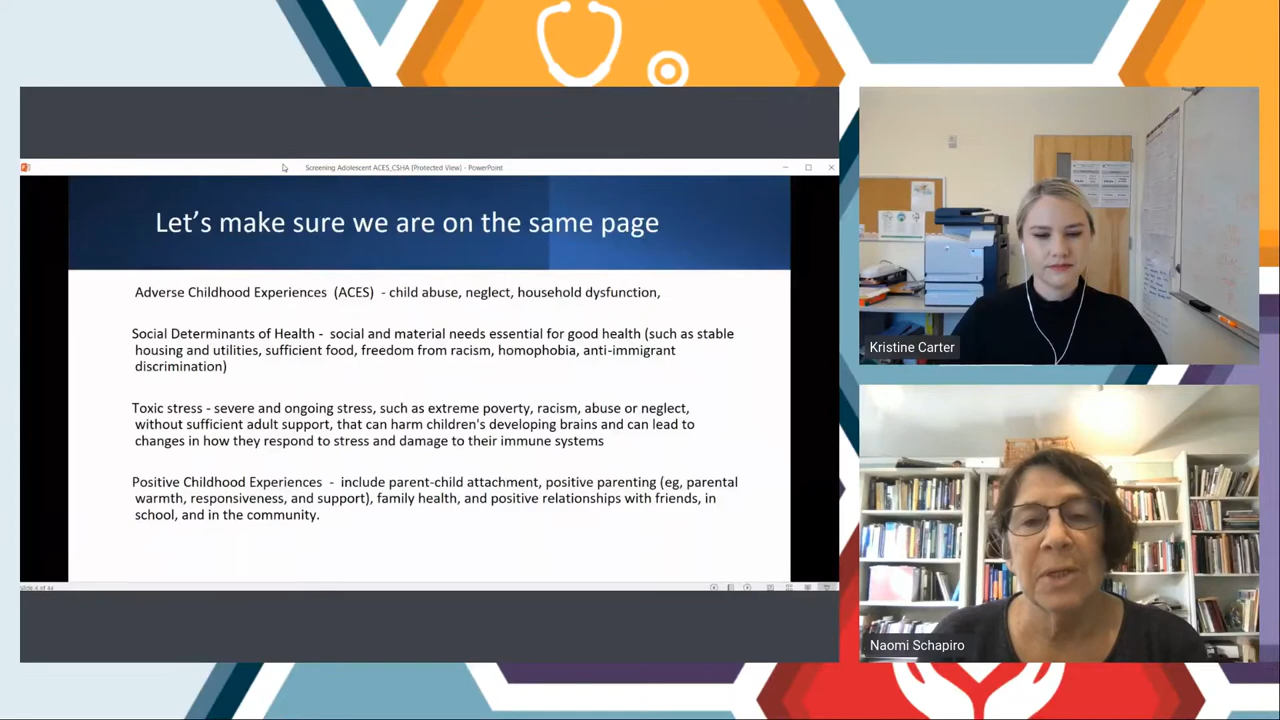 Screening Adolescent ACES_CSHA (Protected View) - PowerPoint
Let's make sure we are on the same page
Adverse Childhood Experiences (ACES) - child abuse, neglect, household dysfunction,
Social Determinants of Health - social and material needs essential for good health (such as stable
housing and utilities, sufficient food, freedom from racism, homophobia, anti-immigrant
discrimination)
Toxic stress - severe and ongoing stress, such as extreme poverty, racism, abuse or neglect,
without sufficient adult support, that can harm children's developing brains and can lead to
changes in how they respond to stress and damage to their immune systems
Positive Childhood Experiences - include parent-child attachment, positive parenting (eg, parental
warmth, responsiveness, and support), family health, and positive relationships with friends, in
school, and in the community.
Kristine Carter
Naomi Schapiro